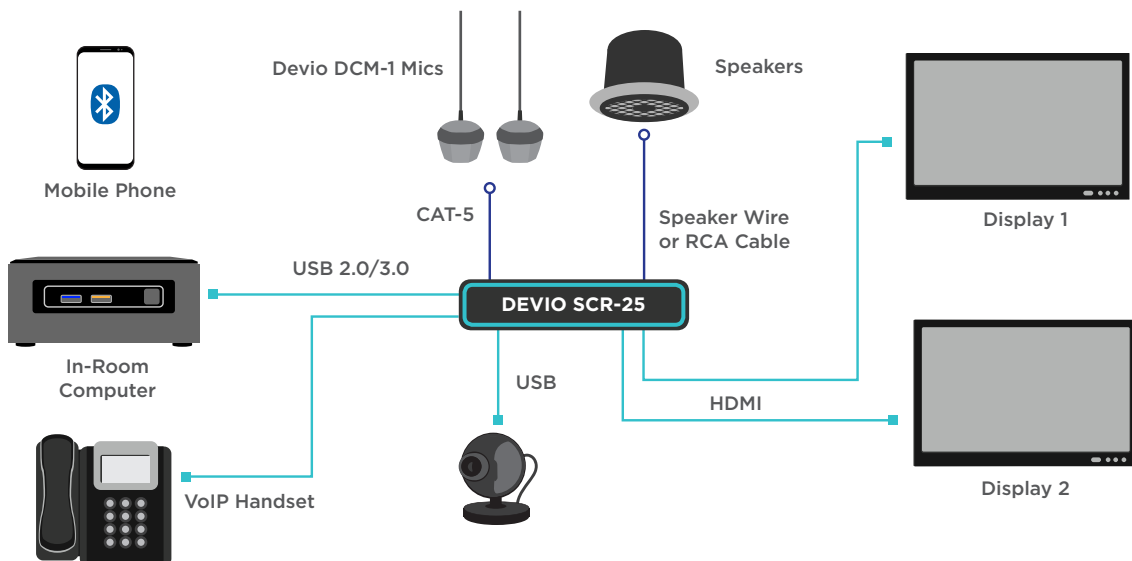 Devio DCM-1 Mics
Speakers
Mobile Phone
CAT-5
Speaker Wire
or RCA Cable
Display 1
USB 2.0/3.0
DEVIO SCR-25
In-Room
Computer
USB
HDMI
VoIP Handset
Display 2